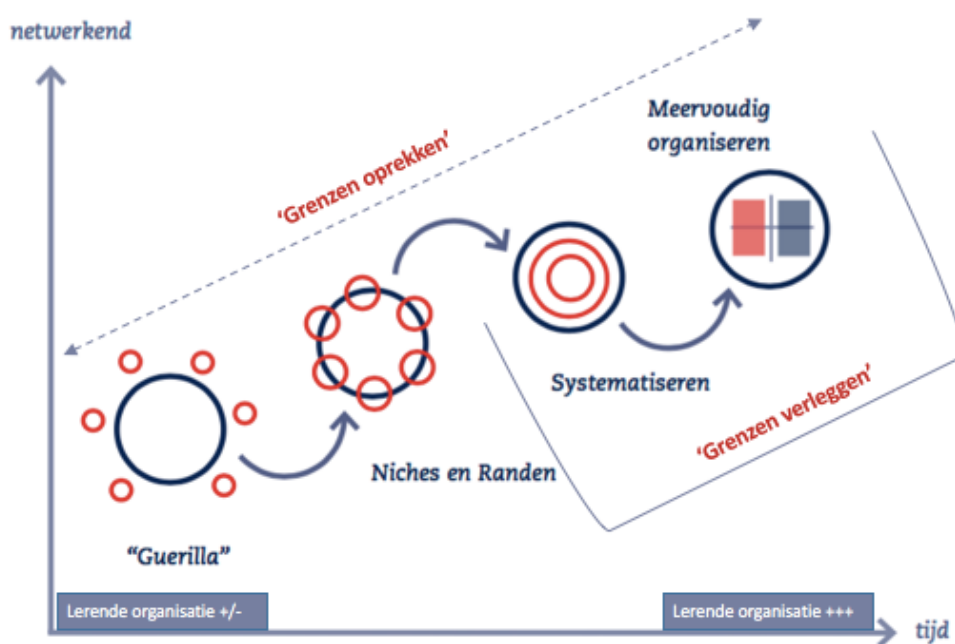 netwerkend
Meervoudig
organiseren
‘Grenzen oprekken’
Systematiseren
‘Grenzen verleggen’
Niches en Randen
“Guerilla”
Lerende organisatie +/-
Lerende organisatie +++
tijd